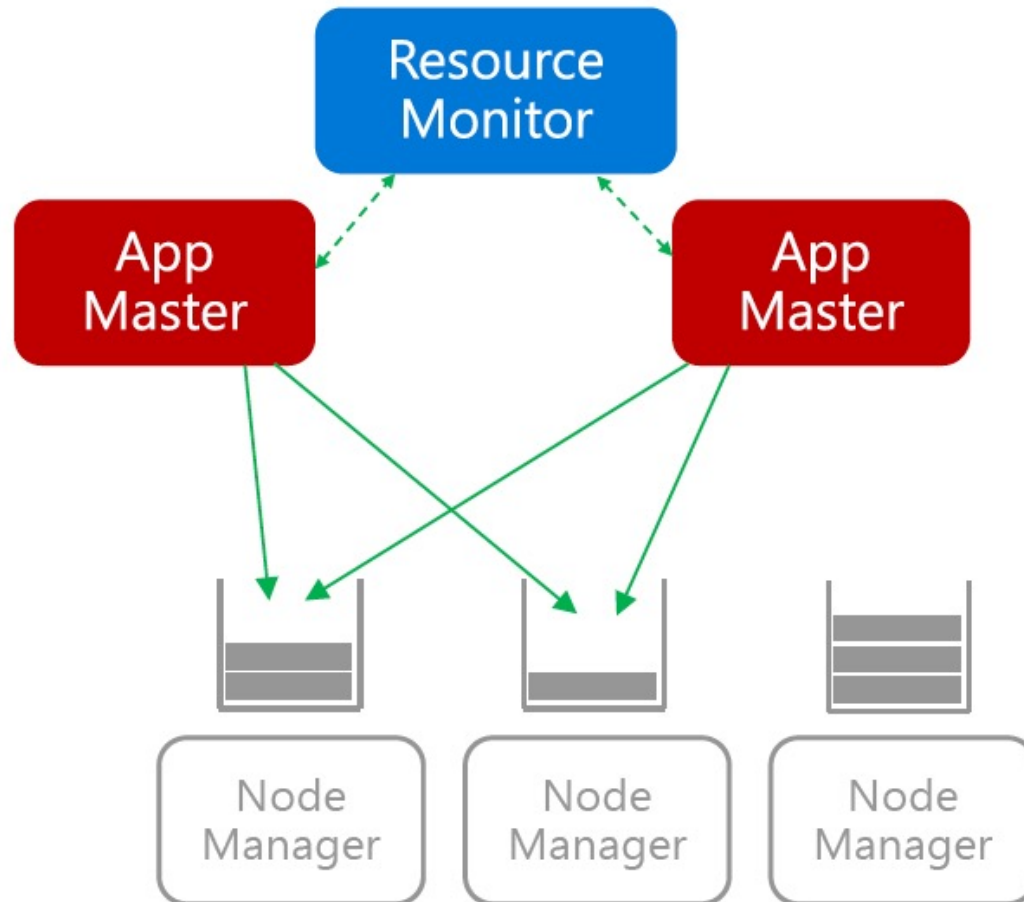 Resource
Monitor
App
Master
App
Master
Node
Manager
Node
Manager
Node
Manager